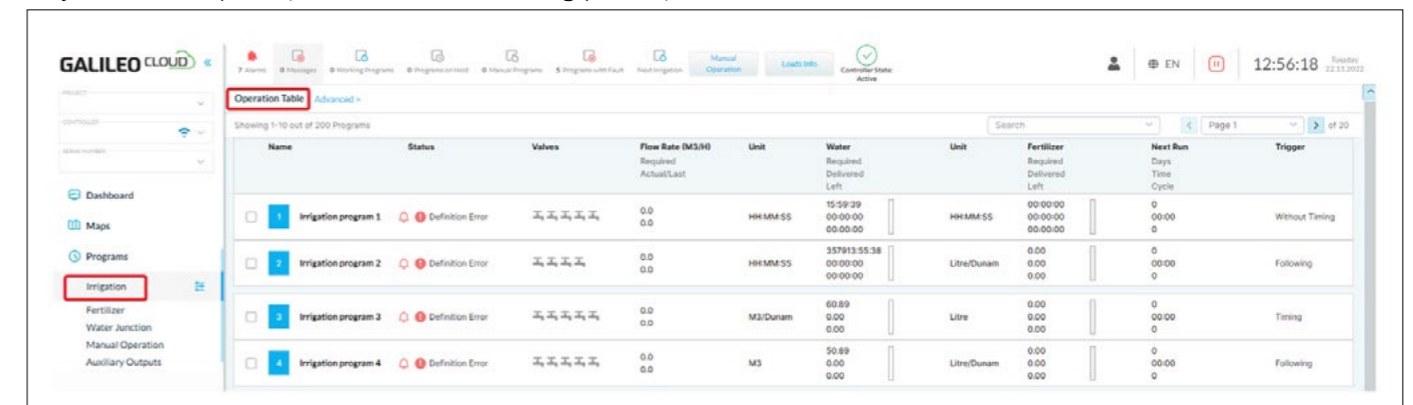 GALILEO CLOUD «
7 Alarms 0 Messages 0 Working Programs 0 Programs on Hold 0 Manual Programs 5 Programs with Fault Next Irrigation Manual Operation Loads Info Controller State: Active EN 12:56:18 Tuesday 22.11.2022
PROJECT
CONTROLLER
SERIAL NUMBER
Dashboard
Maps
Programs
Irrigation
Fertilizer
Water Junction
Manual Operation
Auxiliary Outputs
Operation Table Advanced >
Showing 1-10 out of 200 Programs Search Page 1 of 20
Name Status Valves Flow Rate (M3/H) Unit Water Unit Fertilizer Next Run Trigger
Required Required Required Days
Actual/Last Delivered Delivered Time
Left Left Cycle
1 Irrigation program 1 Definition Error 0.0 HH:MM:SS 15:59:39 HH:MM:SS 00:00:00 0 Without Timing
0.0 00:00:00 00:00:00 00:00
00:00:00 00:00:00 0
2 Irrigation program 2 Definition Error 0.0 HH:MM:SS 357913:55:38 Litre/Dunam 0.00 0 Following
0.0 00:00:00 0.00 00:00
00:00:00 0.00 0
3 Irrigation program 3 Definition Error 0.0 M3/Dunam 60.89 Litre 0.00 0 Timing
0.0 0.00 0.00 00:00
0.00 0.00 0
4 Irrigation program 4 Definition Error 0.0 M3 50.89 Litre/Dunam 0.00 0 Following
0.0 0.00 0.00 00:00
0.00 0.00 0